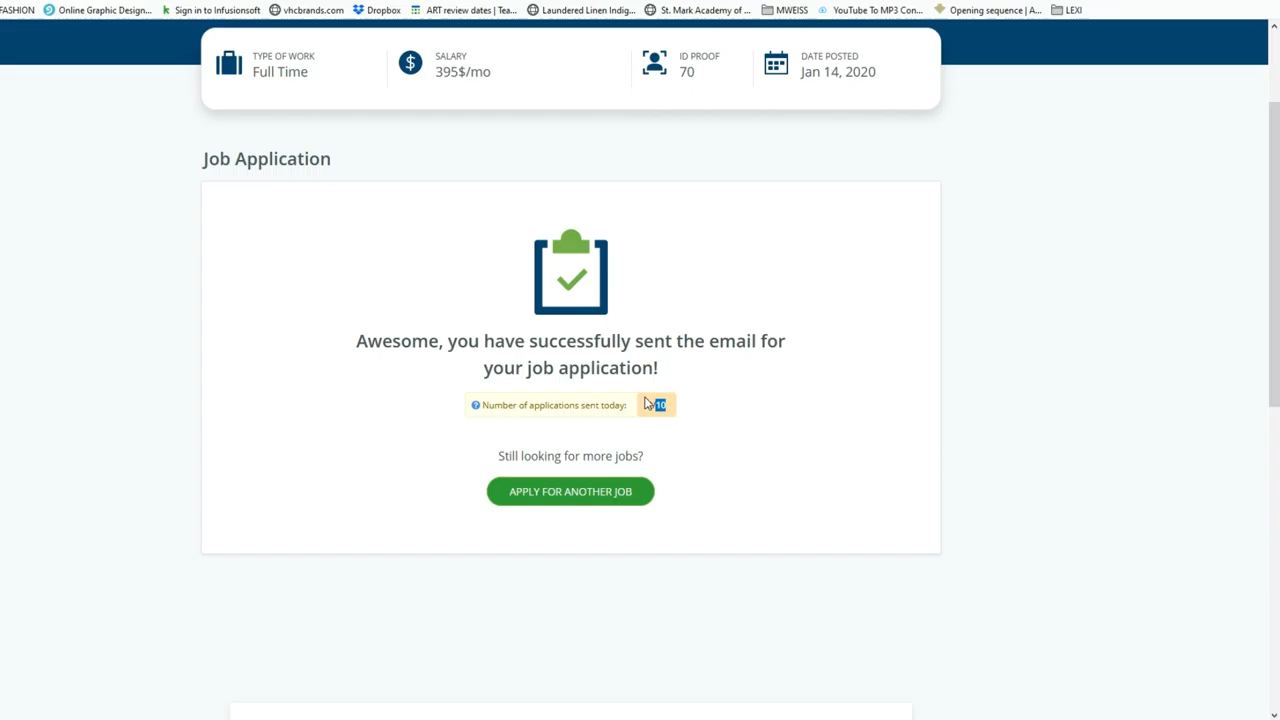 FASHION Online Graphic Design... Sign in to Infusionsoft vhcbrands.com Dropbox ART review dates | Tea... Laundered Linen Indig... St. Mark Academy of ... MWEISS YouTube To MP3 Con... Opening sequence | A... LEXI
TYPE OF WORK SALARY ID PROOF DATE POSTED
Full Time 395$/mo 70 Jan 14, 2020
Job Application
Awesome, you have successfully sent the email for
your job application!
Number of applications sent today: 10
Still looking for more jobs?
APPLY FOR ANOTHER JOB